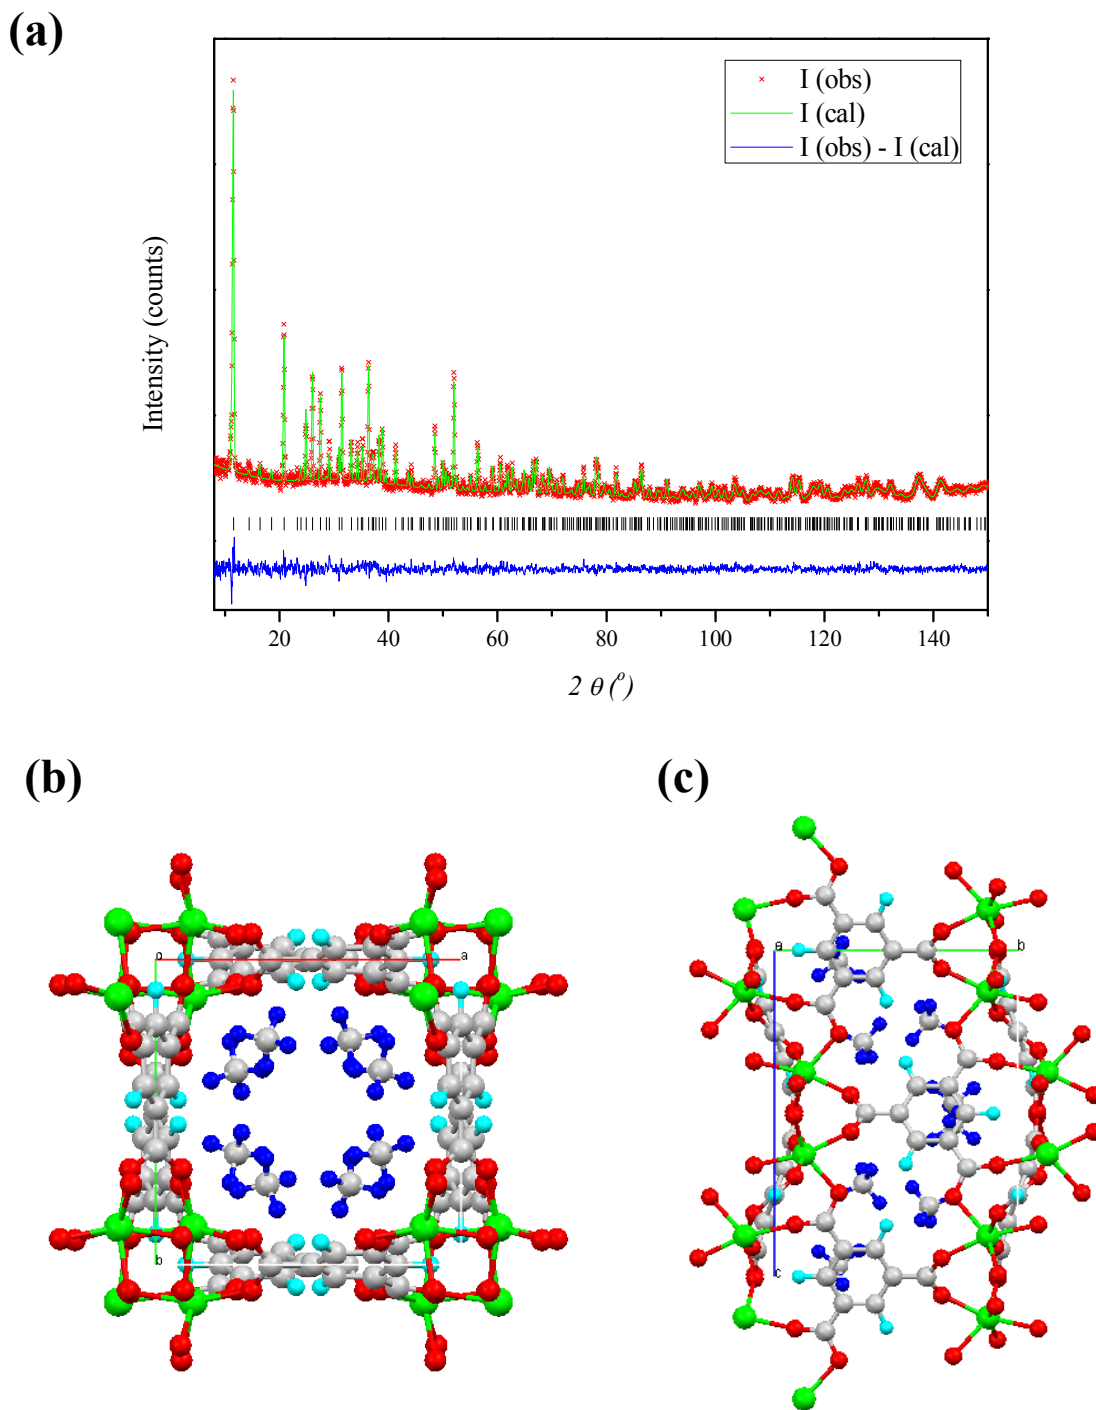 (a)
I (obs)
I (cal)
I (obs) - I (cal)
Intensity (counts)
20 40 60 80 100 120 140
2 θ (°)
(b)
(c)
o a
b
b
c